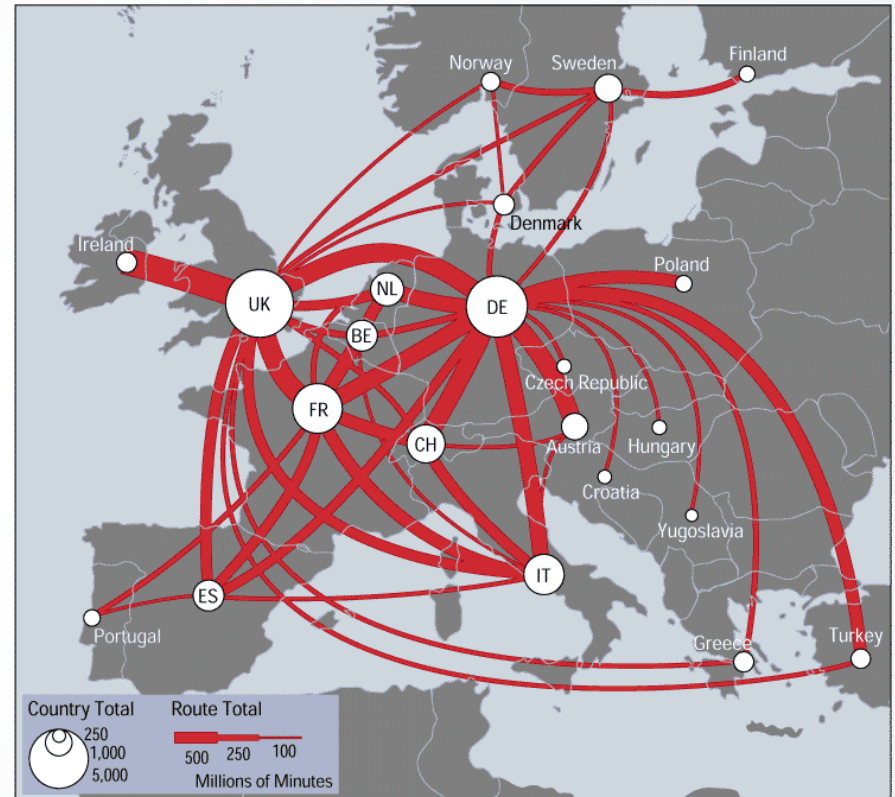 Norway
Sweden
Finland
Denmark
Ireland
Poland
UK
NL
DE
BE
Czech Republic
FR
CH
Austria
Hungary
Croatia
Yugoslavia
IT
ES
Portugal
Greece
Turkey
Country Total
250
1,000
5,000
Route Total
500 250 100
Millions of Minutes